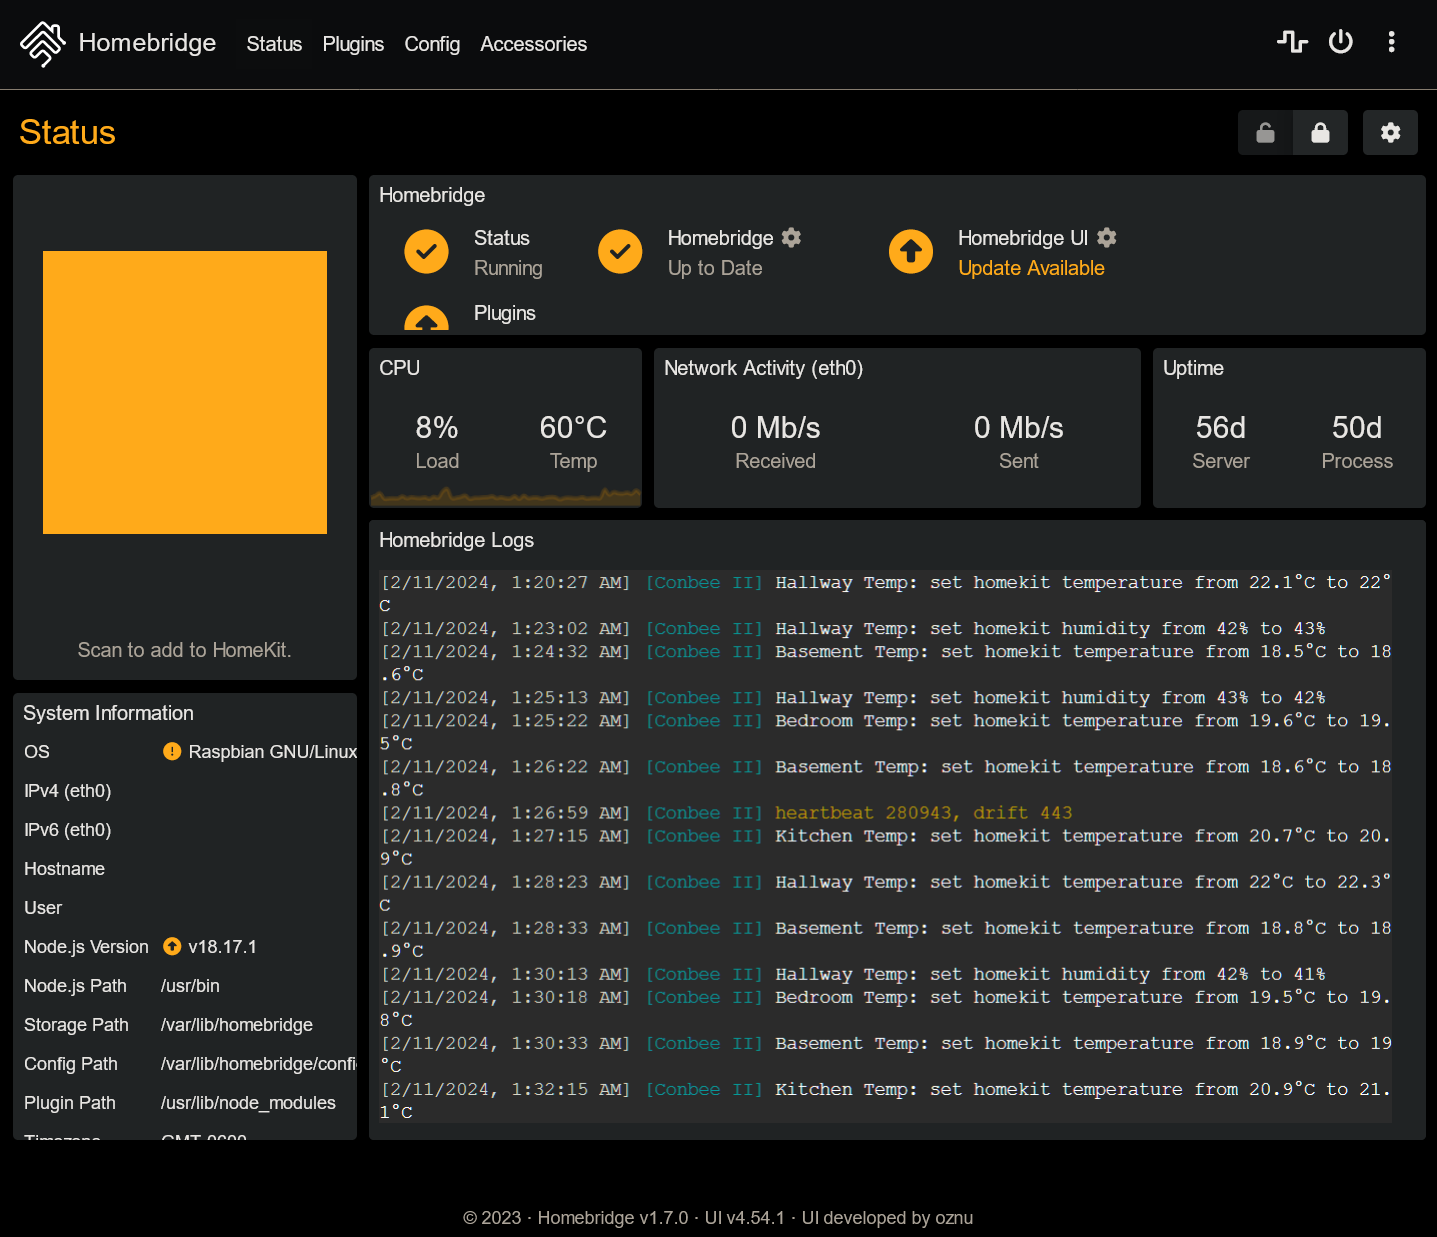 Homebridge Status Plugins Config Accessories
Status
Scan to add to HomeKit.
System Information
OS Raspbian GNU/Linux
IPv4 (eth0)
IPv6 (eth0)
Hostname
User
Node.js Version v18.17.1
Node.js Path /usr/bin
Storage Path /var/lib/homebridge
Config Path /var/lib/homebridge/confi
Plugin Path /usr/lib/node_modules
Timezone GMT-0600
Homebridge
Status Homebridge Homebridge UI
Running Up to Date Update Available
Plugins
CPU
8% 60°C
Load Temp
Network Activity (eth0)
0 Mb/s 0 Mb/s
Received Sent
Uptime
56d 50d
Server Process
Homebridge Logs
[2/11/2024, 1:20:27 AM] [Conbee II] Hallway Temp: set homekit temperature from 22.1°C to 22°
C
[2/11/2024, 1:23:02 AM] [Conbee II] Hallway Temp: set homekit humidity from 42% to 43%
[2/11/2024, 1:24:32 AM] [Conbee II] Basement Temp: set homekit temperature from 18.5°C to 18
.6°C
[2/11/2024, 1:25:13 AM] [Conbee II] Hallway Temp: set homekit humidity from 43% to 42%
[2/11/2024, 1:25:22 AM] [Conbee II] Bedroom Temp: set homekit temperature from 19.6°C to 19.
5°C
[2/11/2024, 1:26:22 AM] [Conbee II] Basement Temp: set homekit temperature from 18.6°C to 18
.8°C
[2/11/2024, 1:26:59 AM] [Conbee II] heartbeat 280943, drift 443
[2/11/2024, 1:27:15 AM] [Conbee II] Kitchen Temp: set homekit temperature from 20.7°C to 20.
9°C
[2/11/2024, 1:28:23 AM] [Conbee II] Hallway Temp: set homekit temperature from 22°C to 22.3°
C
[2/11/2024, 1:28:33 AM] [Conbee II] Basement Temp: set homekit temperature from 18.8°C to 18
.9°C
[2/11/2024, 1:30:13 AM] [Conbee II] Hallway Temp: set homekit humidity from 42% to 41%
[2/11/2024, 1:30:18 AM] [Conbee II] Bedroom Temp: set homekit temperature from 19.5°C to 19.
8°C
[2/11/2024, 1:30:33 AM] [Conbee II] Basement Temp: set homekit temperature from 18.9°C to 19
°C
[2/11/2024, 1:32:15 AM] [Conbee II] Kitchen Temp: set homekit temperature from 20.9°C to 21.
1°C
© 2023 · Homebridge v1.7.0 · UI v4.54.1 · UI developed by oznu